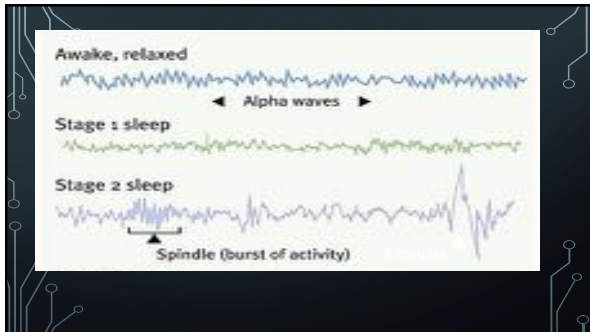 Awake, relaxed
Alpha waves
Stage 1 sleep
Stage 2 sleep
Spindle (burst of activity)